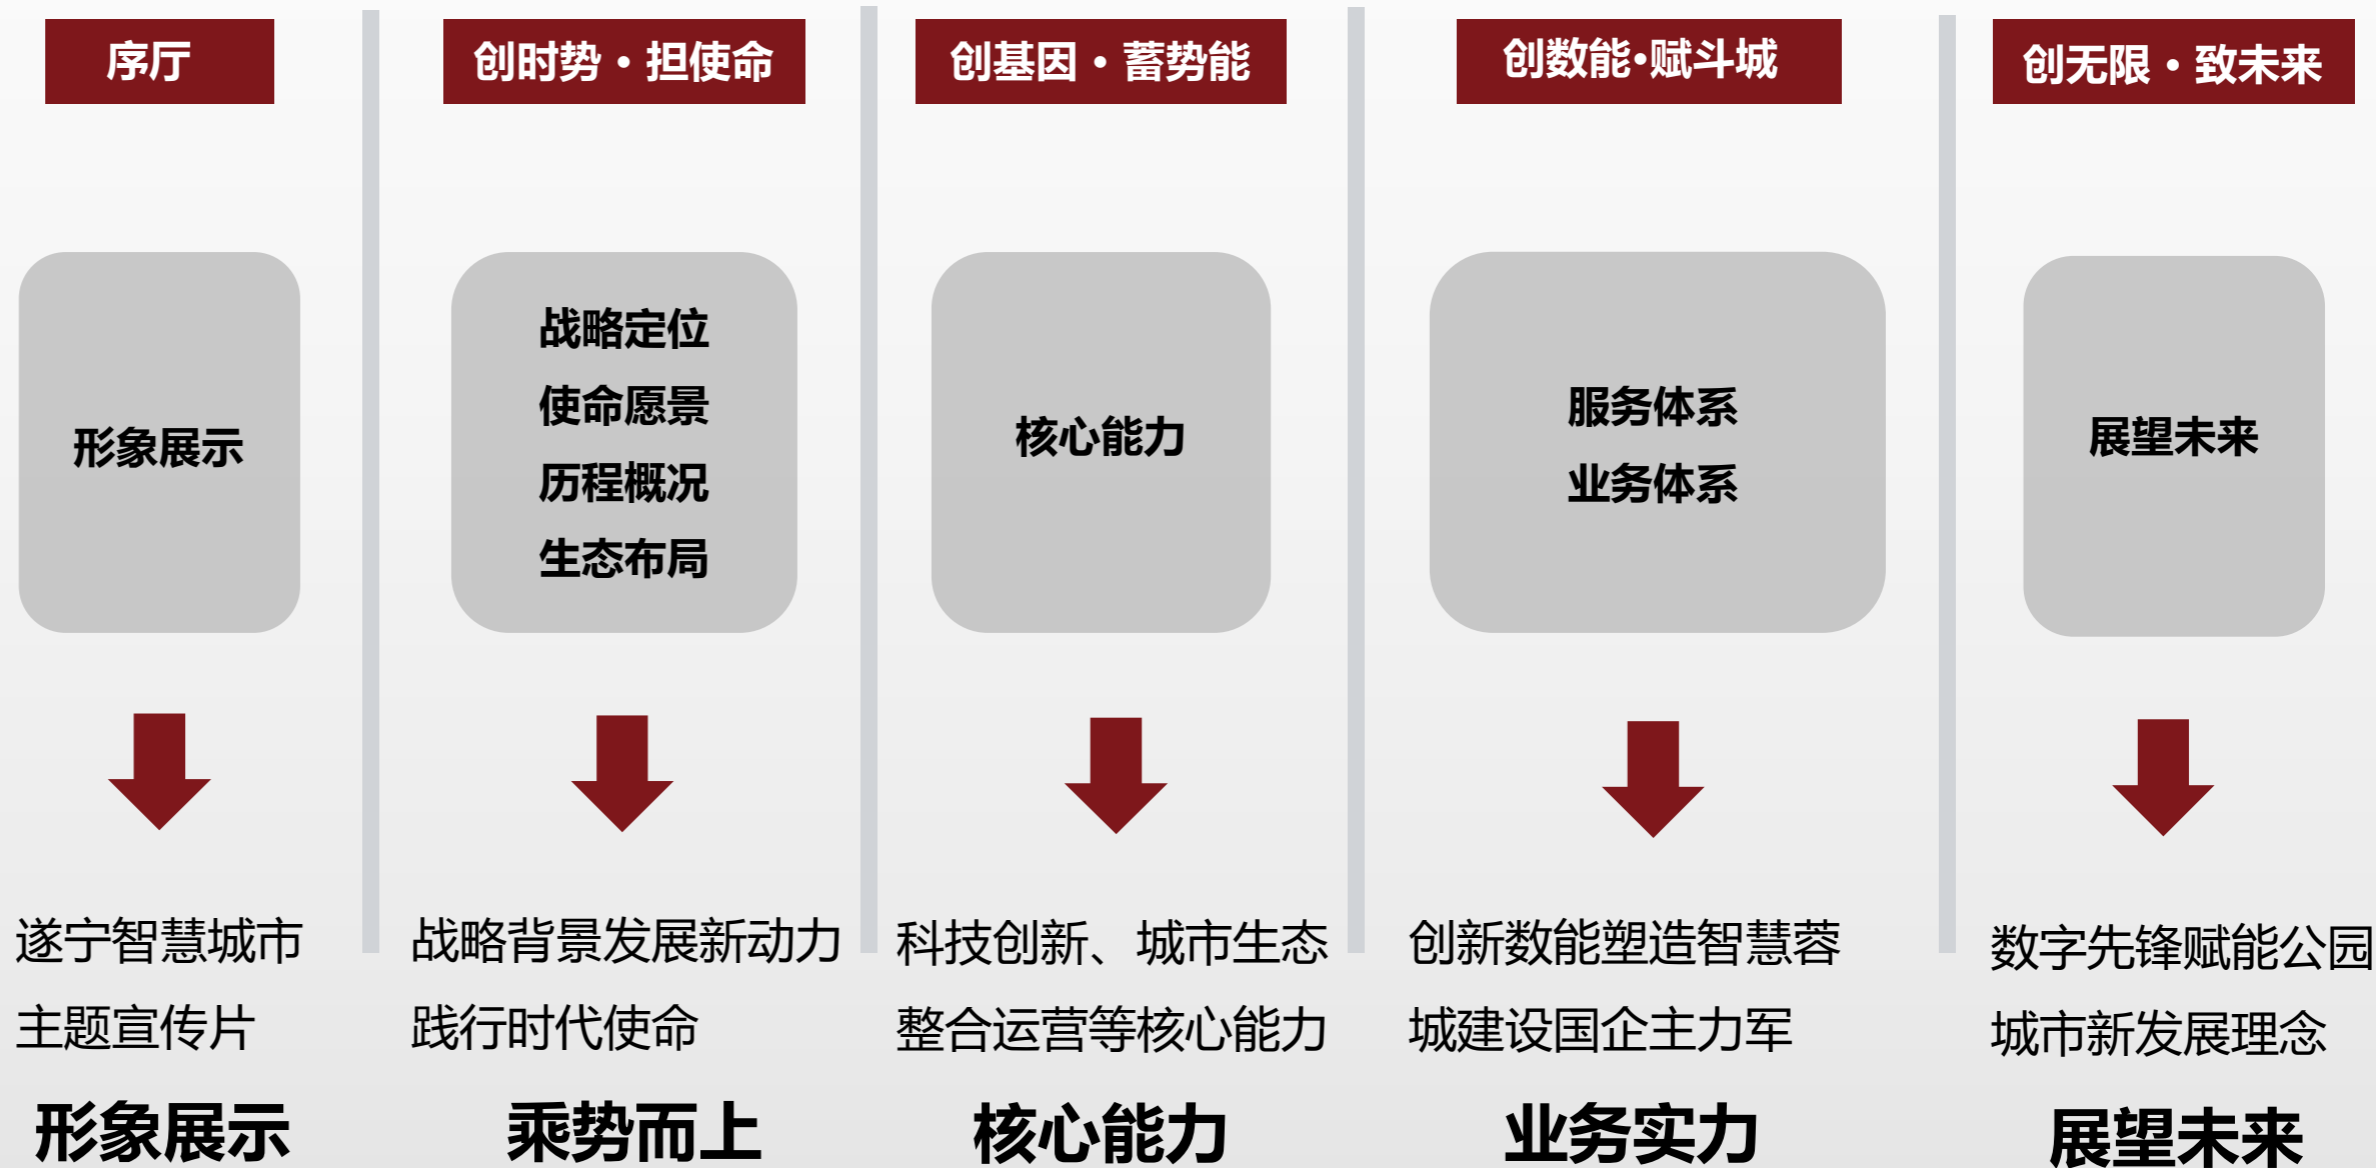 序厅
创时势·担使命
创基因·蓄势能
创数能·赋斗城
创无限·致未来
形象展示
战略定位
使命愿景
历程概况
生态布局
核心能力
服务体系
业务体系
展望未来
遂宁智慧城市
主题宣传片
形象展示
战略背景发展新动力
践行时代使命
乘势而上
科技创新、城市生态
整合运营等核心能力
核心能力
创新数能塑造智慧蓉
城建设国企主力军
业务实力
数字先锋赋能公园
城市新发展理念
展望未来